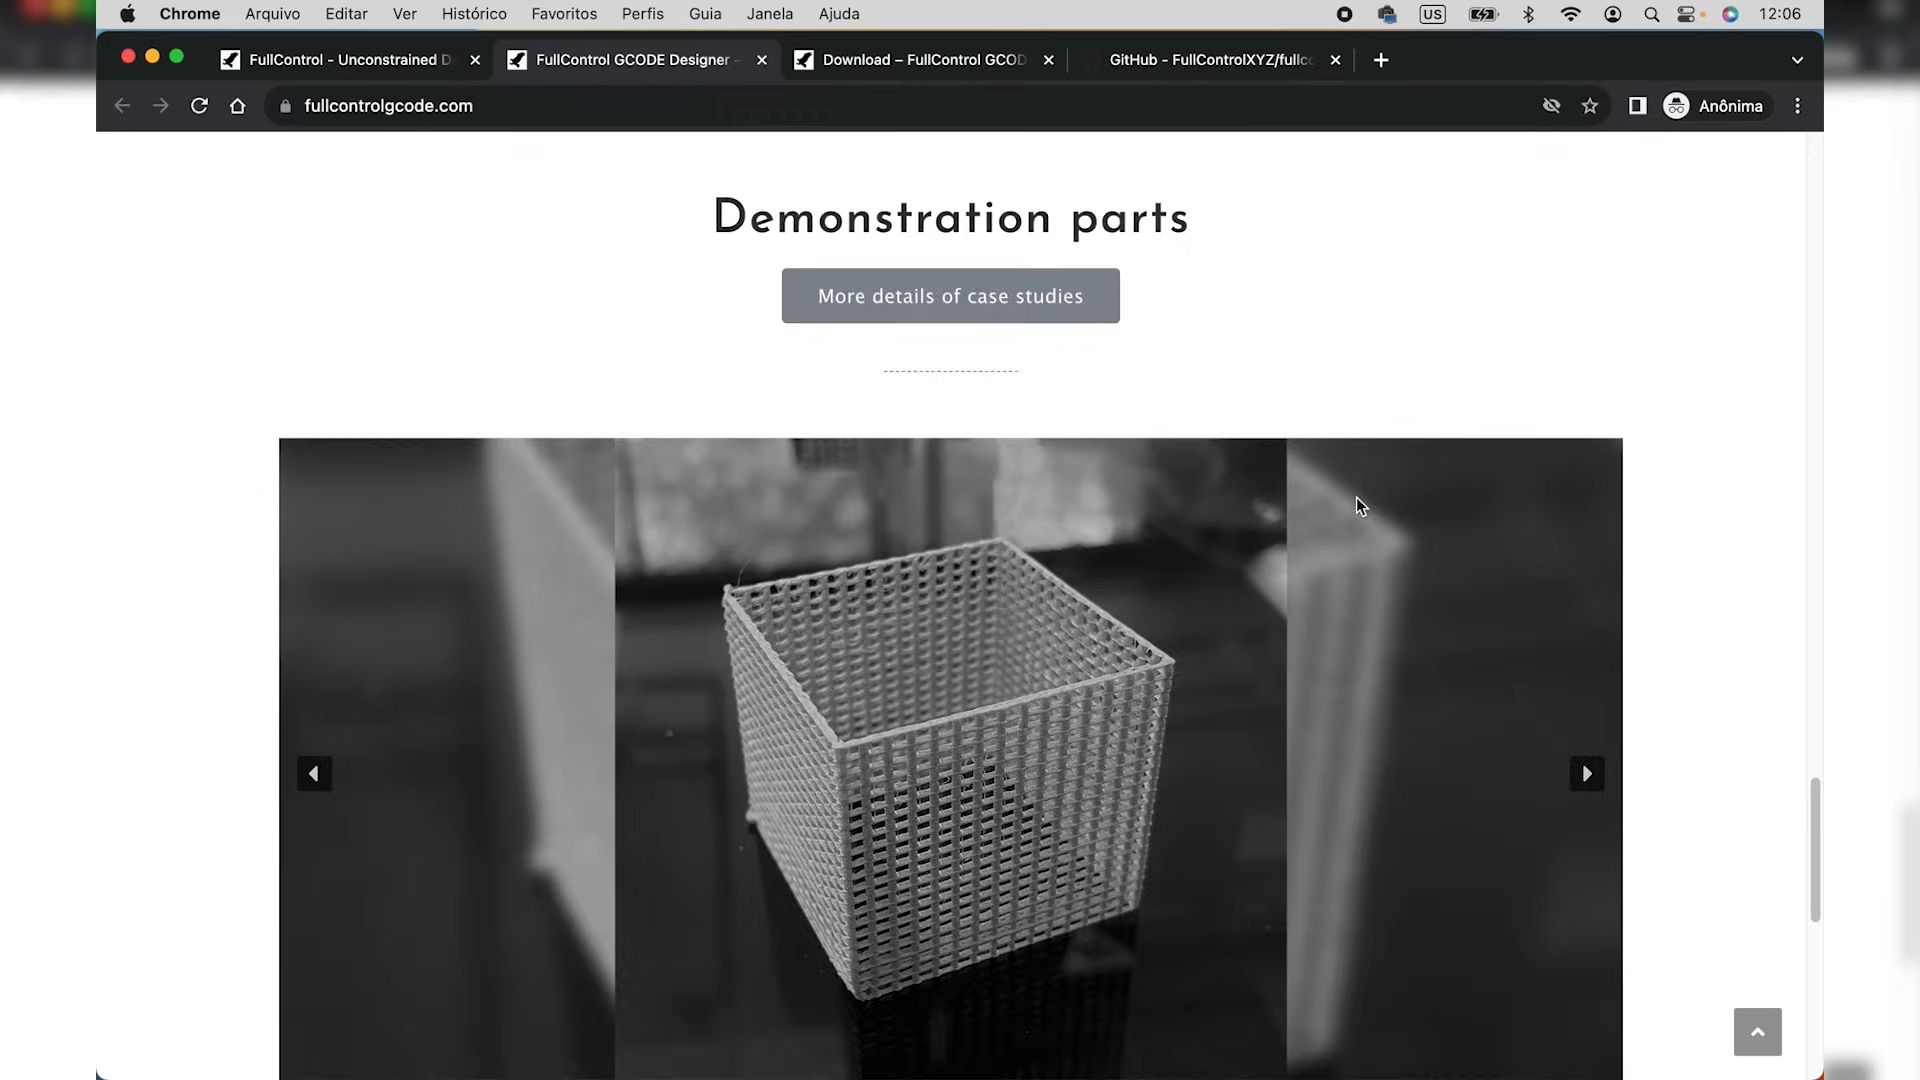 Chrome Arquivo Editar Ver Histórico Favoritos Perfis Guia Janela Ajuda US 12:06
FullControl - Unconstrained D FullControl GCODE Designer - Download – FullControl GCOD GitHub - FullControlXYZ/fullc
fullcontrolgcode.com Anônima
Demonstration parts
More details of case studies